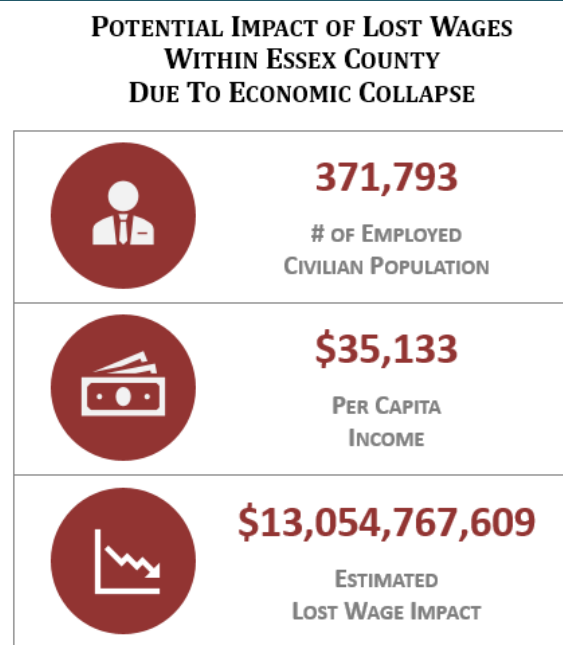 Potential Impact of Lost Wages
Within Essex County
Due To Economic Collapse
371,793
# of Employed
Civilian Population
$35,133
Per Capita
Income
$13,054,767,609
Estimated
Lost Wage Impact